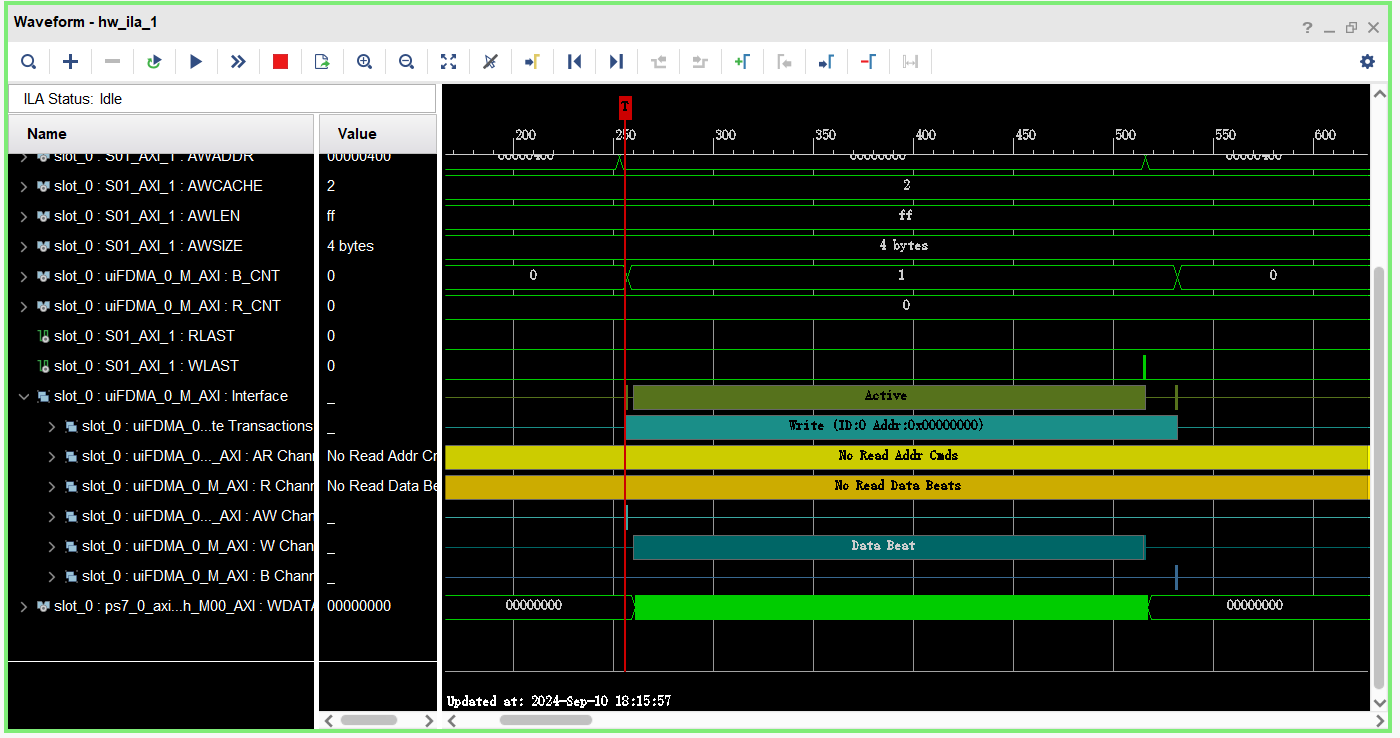 Waveform - hw_ila_1
ILA Status: Idle
Name Value
T
200 250 300 350 400 450 500 550 600
slot_0 : S01_AXI_1 : AWADDR 00000400 00000400 00000000 00000400
slot_0 : S01_AXI_1 : AWCACHE 2 2
slot_0 : S01_AXI_1 : AWLEN ff ff
slot_0 : S01_AXI_1 : AWSIZE 4 bytes 4 bytes
slot_0 : uiFDMA_0_M_AXI : B_CNT 0 0 1 0
slot_0 : uiFDMA_0_M_AXI : R_CNT 0 0
slot_0 : S01_AXI_1 : RLAST 0
slot_0 : S01_AXI_1 : WLAST 0
slot_0 : uiFDMA_0_M_AXI : Interface _ Active
slot_0 : uiFDMA_0...te Transactions _ Write (ID:0 Addr:0x00000000)
slot_0 : uiFDMA_0..._AXI : AR Chann No Read Addr Cr No Read Addr Cmds
slot_0 : uiFDMA_0_M_AXI : R Chann No Read Data Be No Read Data Beats
slot_0 : uiFDMA_0..._AXI : AW Chan _
slot_0 : uiFDMA_0_M_AXI : W Chan _ Data Beat
slot_0 : uiFDMA_0_M_AXI : B Chann _
slot_0 : ps7_0_axi...h_M00_AXI : WDATA 00000000 00000000 00000000
Updated at: 2024-Sep-10 18:15:57